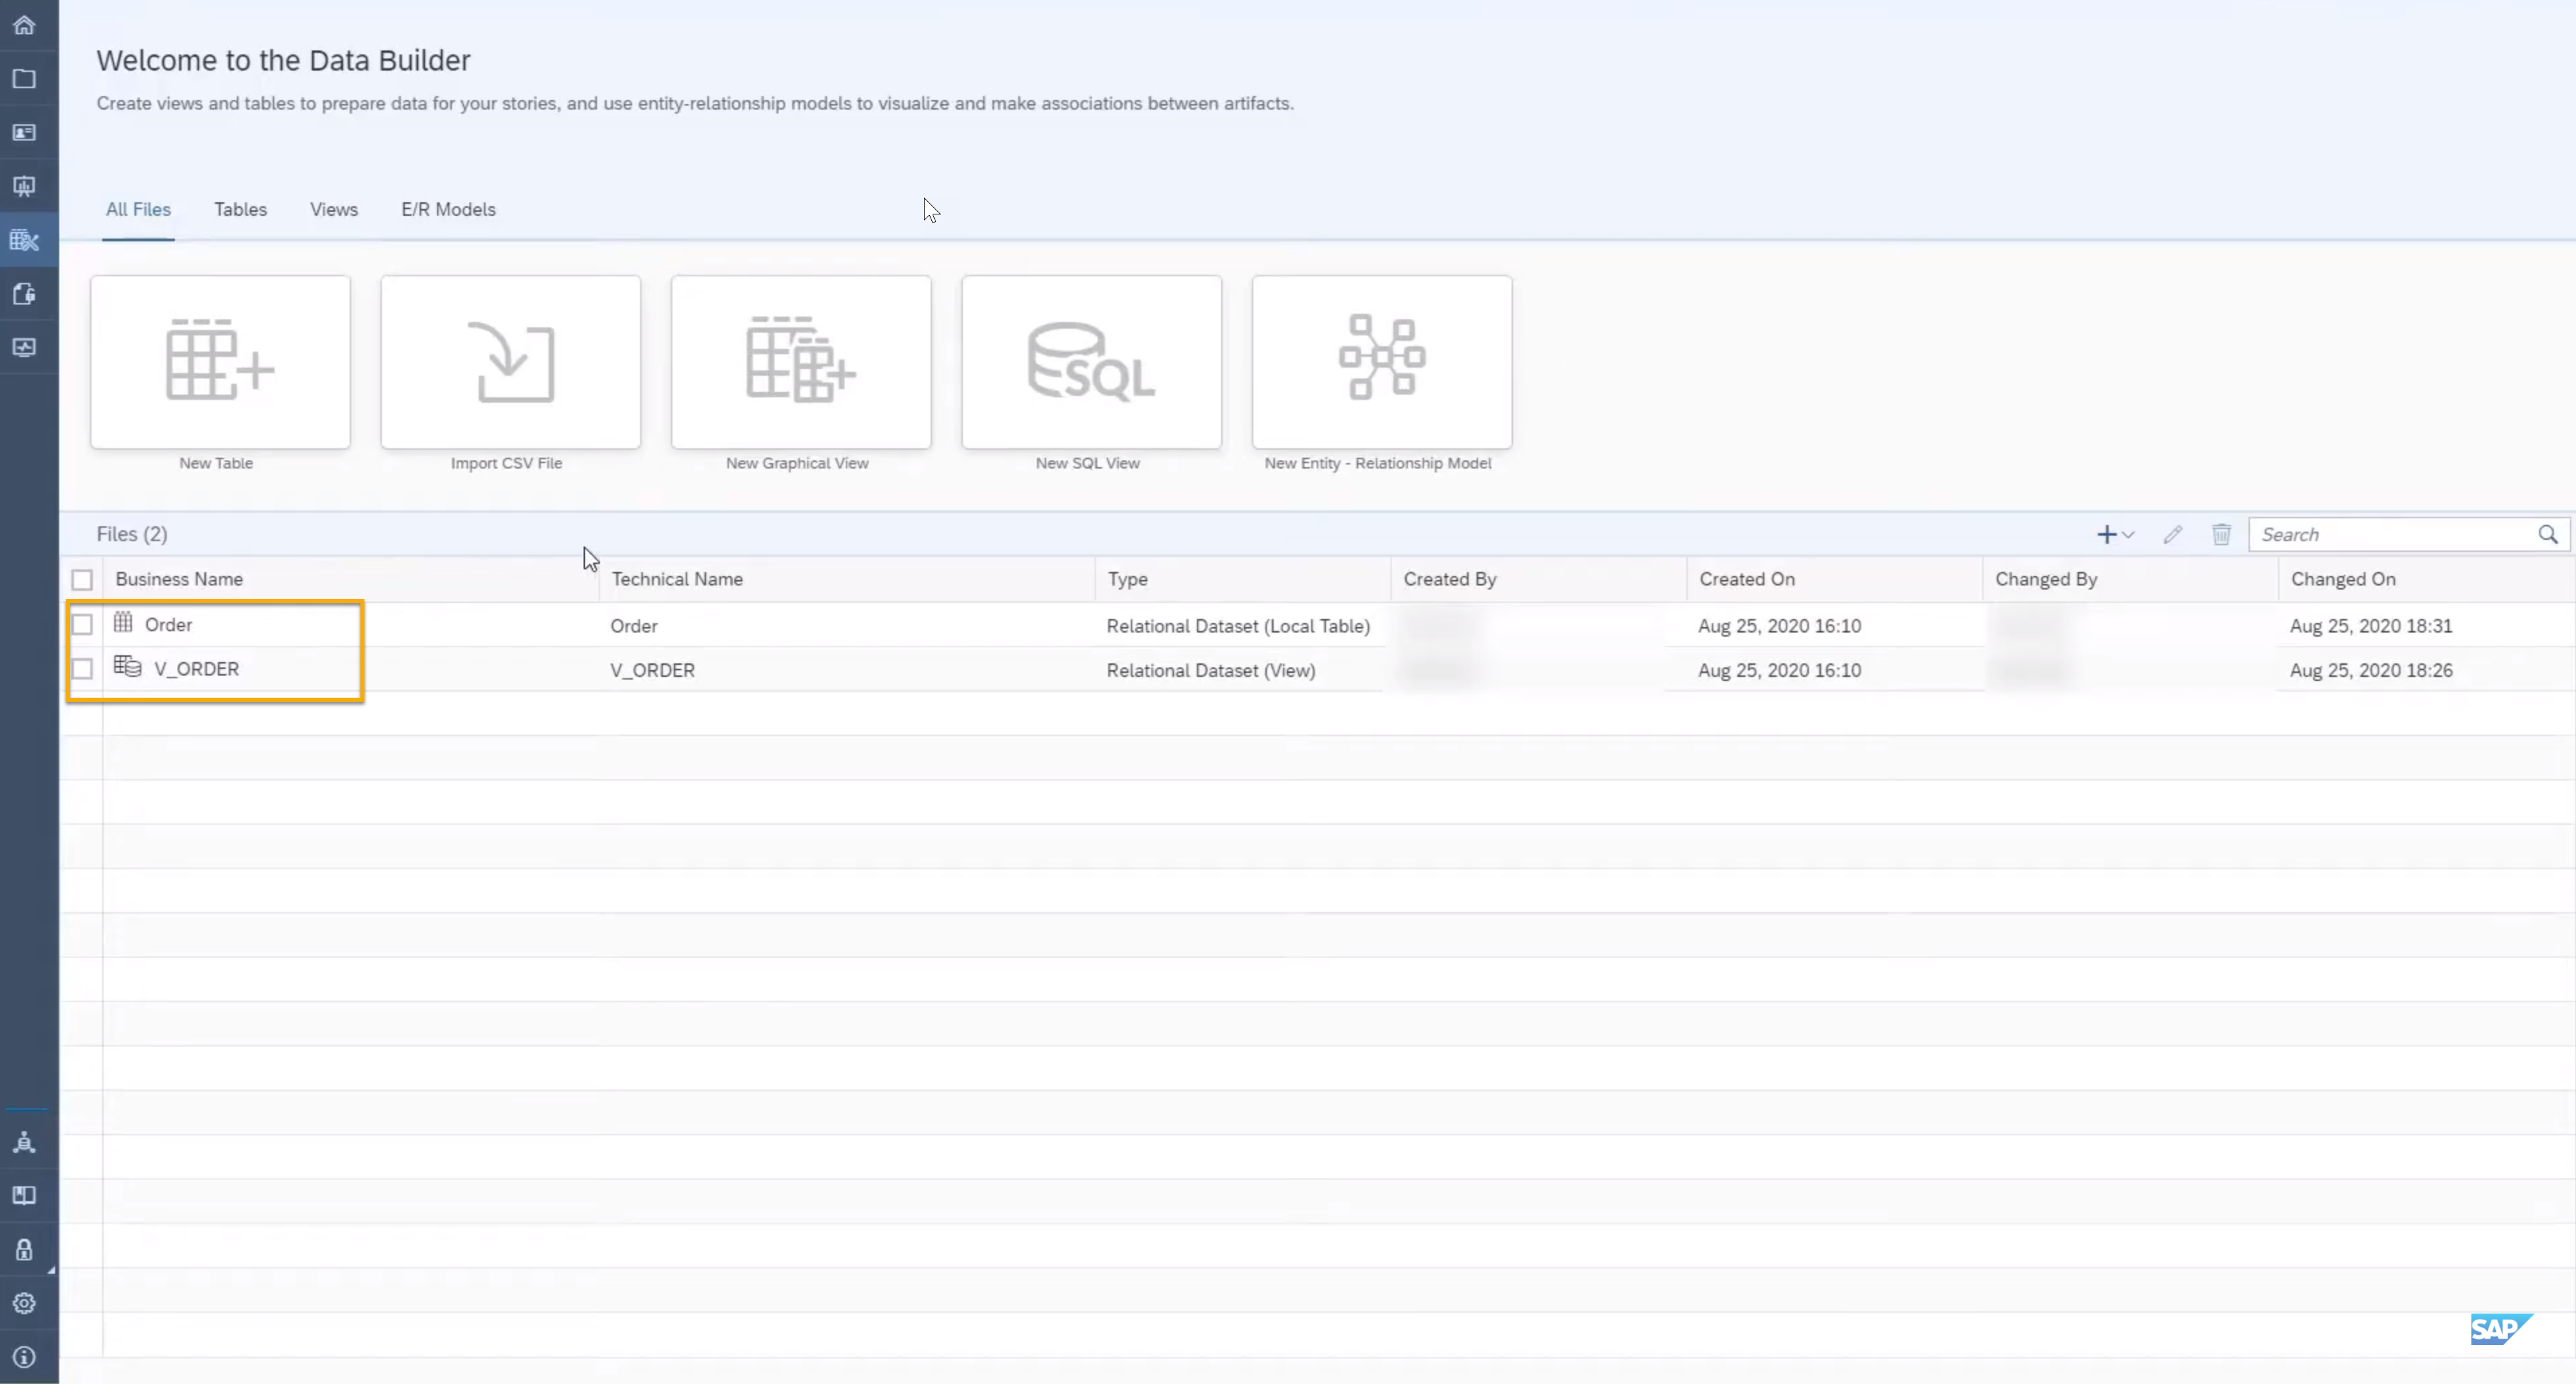 Welcome to the Data Builder
Create views and tables to prepare data for your stories, and use entity-relationship models to visualize and make associations between artifacts.
All Files Tables Views E/R Models
SQL
New Table Import CSV File New Graphical View New SQL View New Entity - Relationship Model
Files (2) Search
Business Name Technical Name Type Created By Created On Changed By Changed On
Order Order Relational Dataset (Local Table) Aug 25, 2020 16:10 Aug 25, 2020 18:31
V_ORDER V_ORDER Relational Dataset (View) Aug 25, 2020 16:10 Aug 25, 2020 18:26
SAP